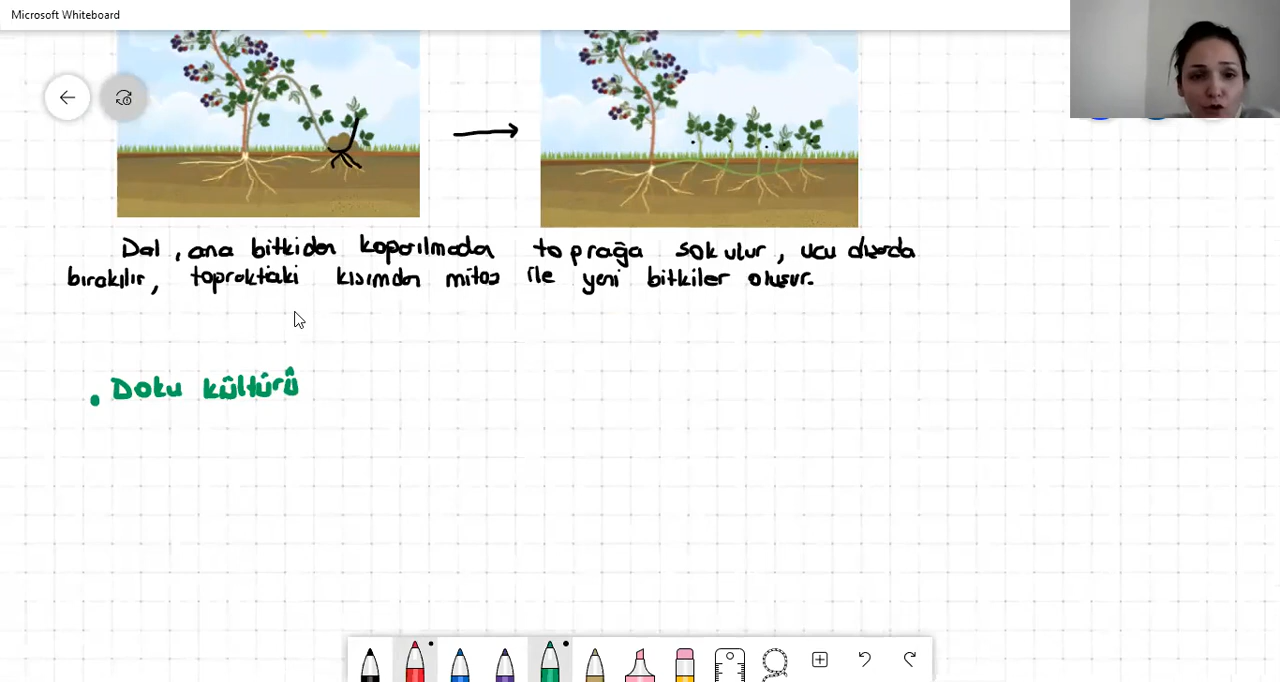 Microsoft Whiteboard
Dal, ana bitkiden koparılmadan toprağa sokulur, ucu dışarda
bırakılır, topraktaki kısımdan mitoz ile yeni bitkiler oluşur.
. Doku kültürü